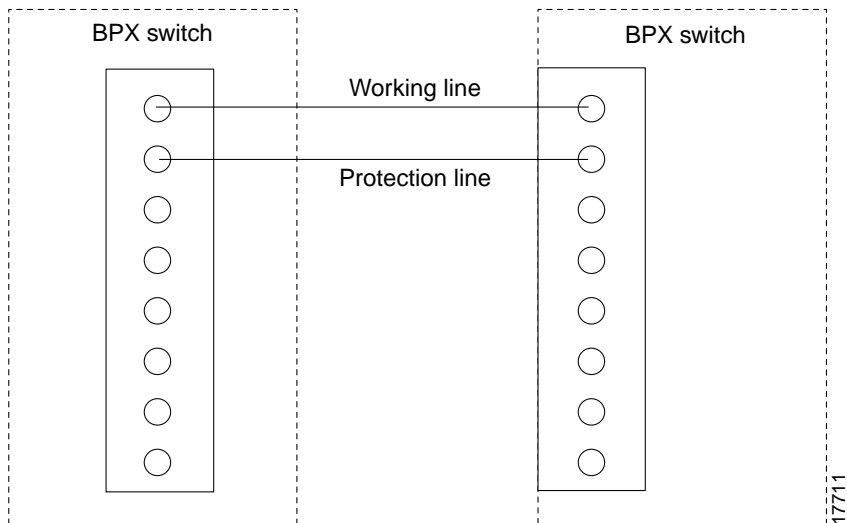 BPX switch
BPX switch
Working line
Protection line
17711